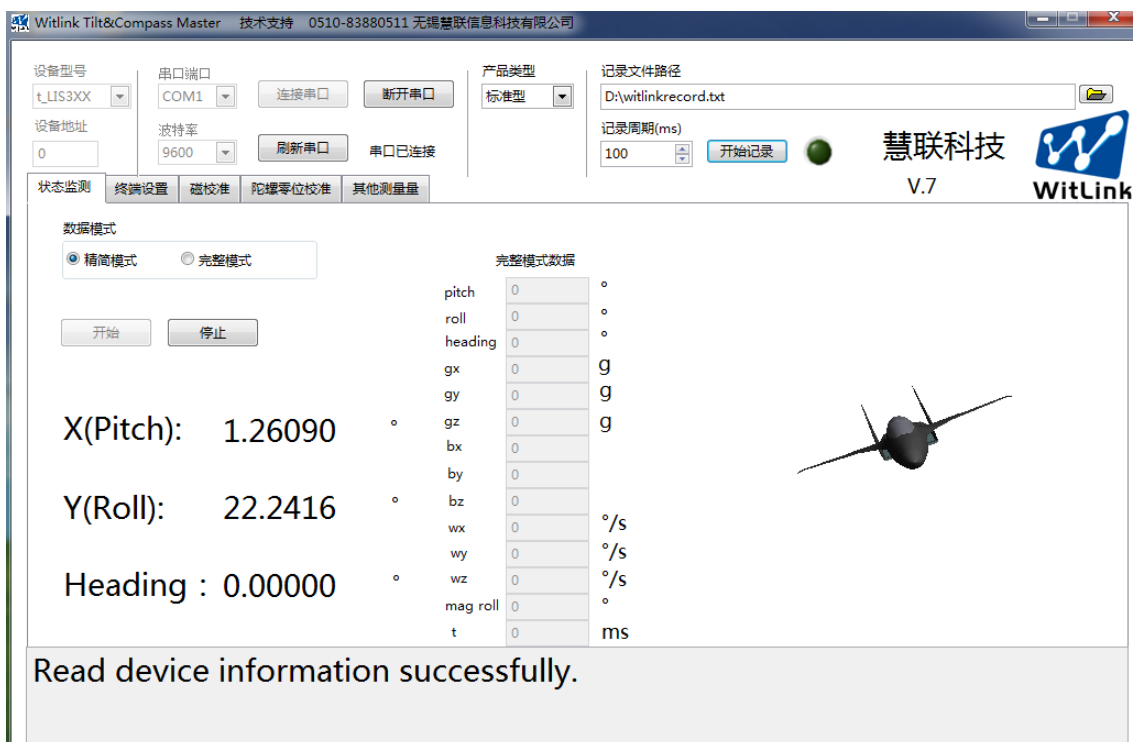 Witlink Tilt&Compass Master 技术支持 0510-83880511 无锡慧联信息科技有限公司
设备型号
t_LIS3XX
设备地址
0
串口端口
COM1
连接串口
断开串口
波特率
9600
刷新串口
串口已连接
产品类型
标准型
记录文件路径
D:\witlinkrecord.txt
记录周期(ms)
100
开始记录
慧联科技
V.7
WitLink
状态监测 终端设置 磁校准 陀螺零位校准 其他测量量
数据模式
精简模式 完整模式
开始 停止
X(Pitch): 1.26090 °
Y(Roll): 22.2416 °
Heading : 0.00000 °
完整模式数据
pitch 0 °
roll 0 °
heading 0 °
gx 0 g
gy 0 g
gz 0 g
bx 0
by 0
bz 0
wx 0 °/s
wy 0 °/s
wz 0 °/s
mag roll 0 °
t 0 ms
Read device information successfully.